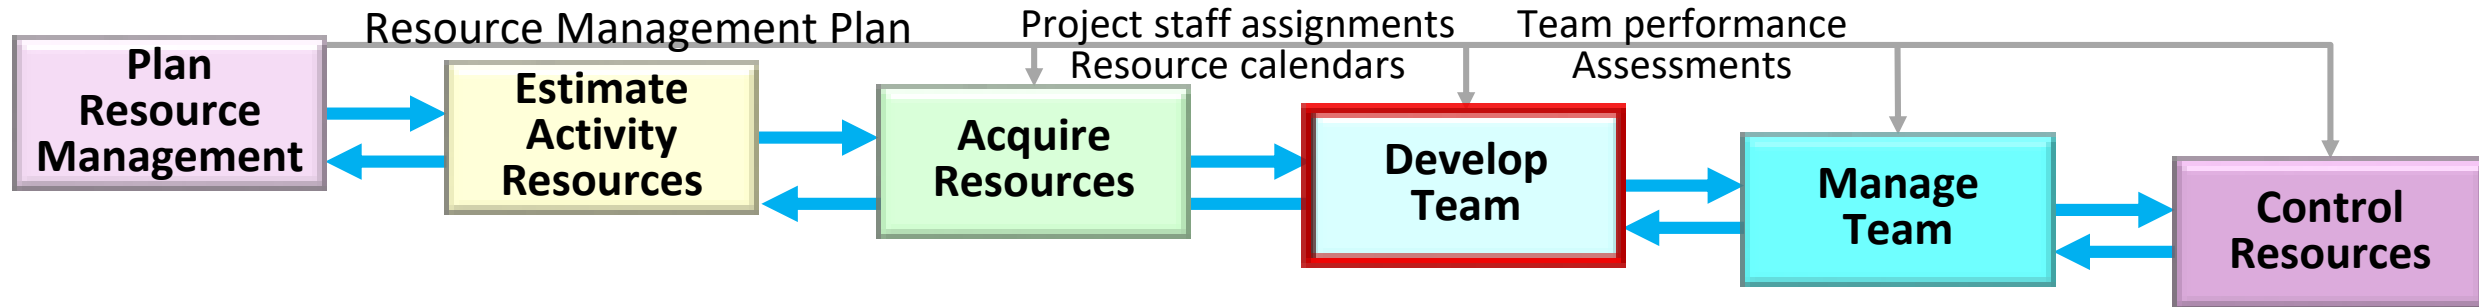 Resource Management Plan
Project staff assignments
Resource calendars
Team performance
Assessments
Plan
Resource
Management
Estimate
Activity
Resources
Acquire
Resources
Develop
Team
Manage
Team
Control
Resources